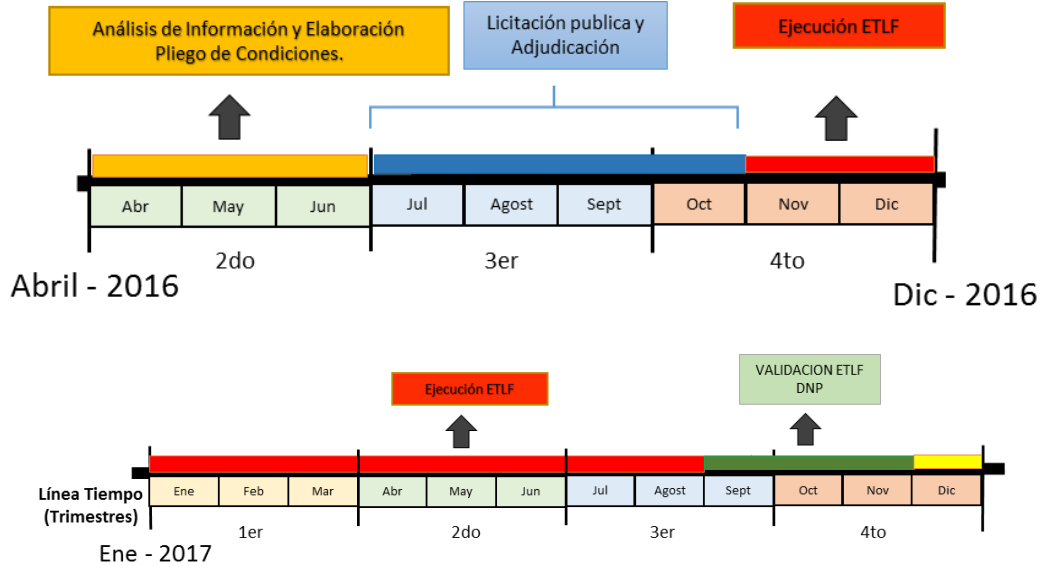 Análisis de Información y Elaboración
Pliego de Condiciones.
Licitación publica y
Adjudicación
Ejecución ETLF
Abr May Jun Jul Agost Sept Oct Nov Dic
2do 3er 4to
Abril - 2016
Dic - 2016
Ejecución ETLF
VALIDACION ETLF
DNP
Línea Tiempo
(Trimestres)
Ene Feb Mar Abr May Jun Jul Agost Sept Oct Nov Dic
1er 2do 3er 4to
Ene - 2017